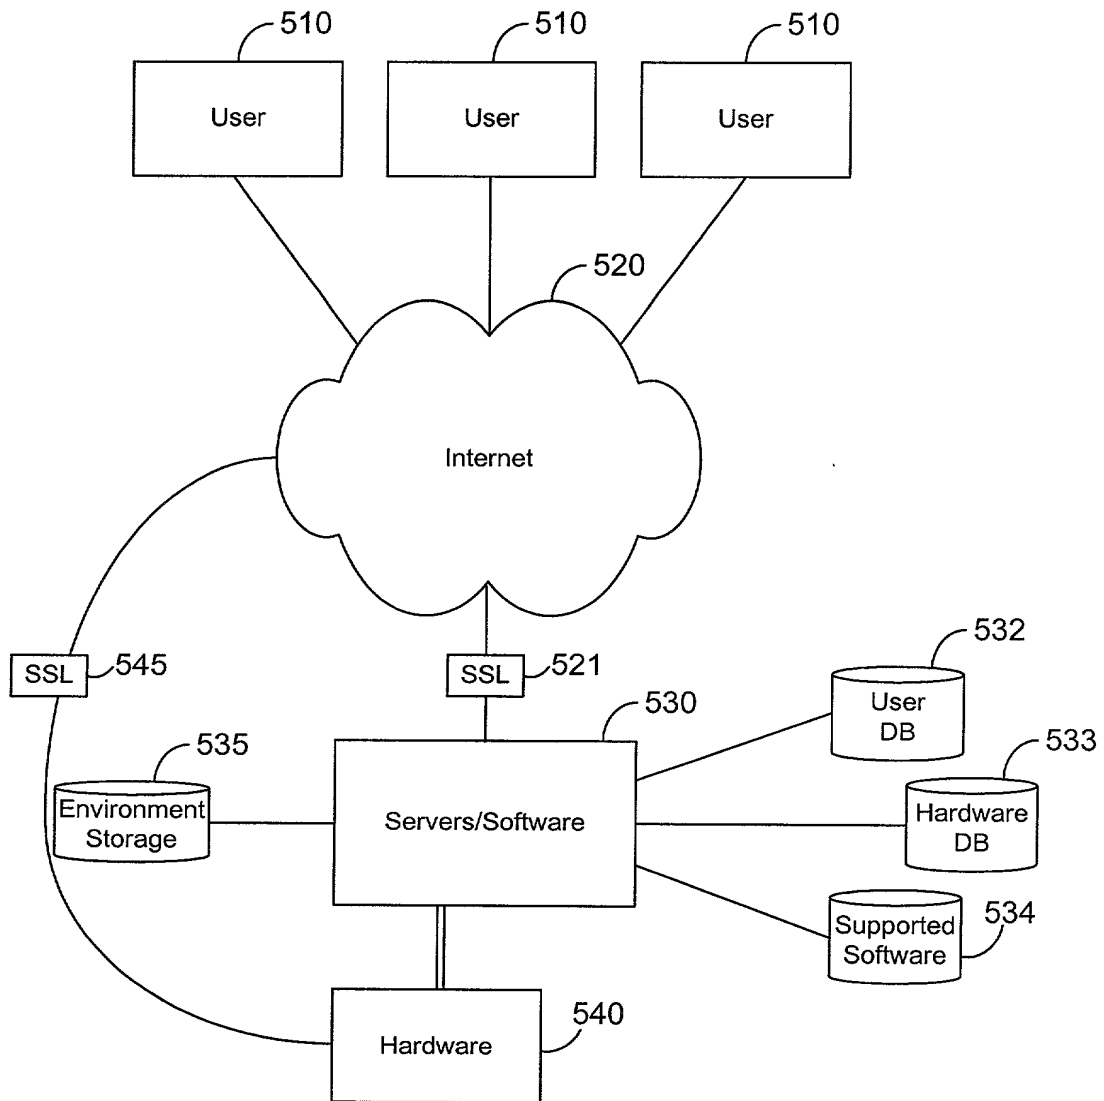 510
510
510
User
User
User
520
Internet
SSL
545
SSL
521
532
User
DB
530
533
535
Environment
Storage
Servers/Software
Hardware
DB
Supported
Software
534
Hardware
540